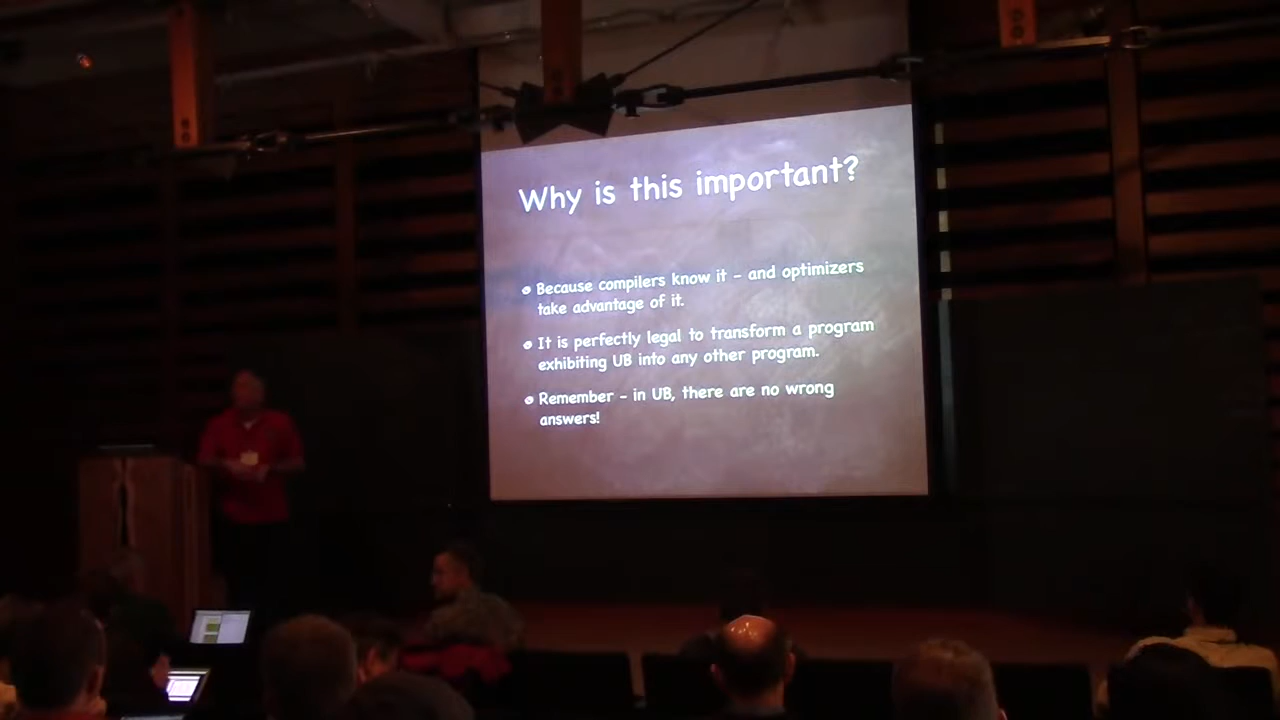 Why is this important?
Because compilers know it - and optimizers
take advantage of it.
It is perfectly legal to transform a program
exhibiting UB into any other program.
Remember - in UB, there are no wrong
answers!